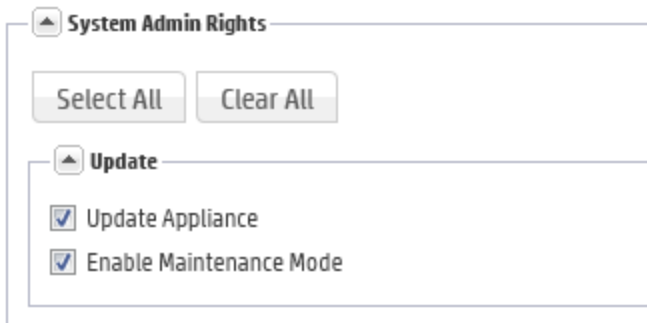 System Admin Rights
Select All Clear All
Update
Update Appliance
Enable Maintenance Mode